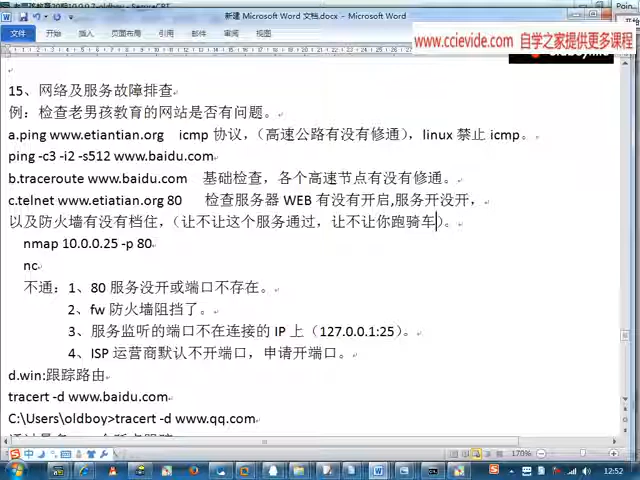 新建 Microsoft Word 文档.docx - Microsoft Word
文件 开始 插入 页面布局 引用 邮件 审阅 视图
www.ccievide.com 自学之家提供更多课程
15、网络及服务故障排查
例：检查老男孩教育的网站是否有问题。
a.ping www.etiantian.org icmp 协议，（高速公路有没有修通），linux 禁止 icmp。
ping -c3 -i2 -s512 www.baidu.com
b.traceroute www.baidu.com 基础检查，各个高速节点有没有修通。
c.telnet www.etiatian.org 80 检查服务器 WEB 有没有开启,服务开没开，
以及防火墙有没有档住，（让不让这个服务通过，让不让你跑骑车）。
nmap 10.0.0.25 -p 80
nc
不通：1、80 服务没开或端口不存在。
2、fw 防火墙阻挡了。
3、服务监听的端口不在连接的 IP 上（127.0.0.1:25）。
4、ISP 运营商默认不开端口，申请开端口。
d.win:跟踪路由
tracert -d www.baidu.com
C:\Users\oldboy>tracert -d www.qq.com
170%
12:52